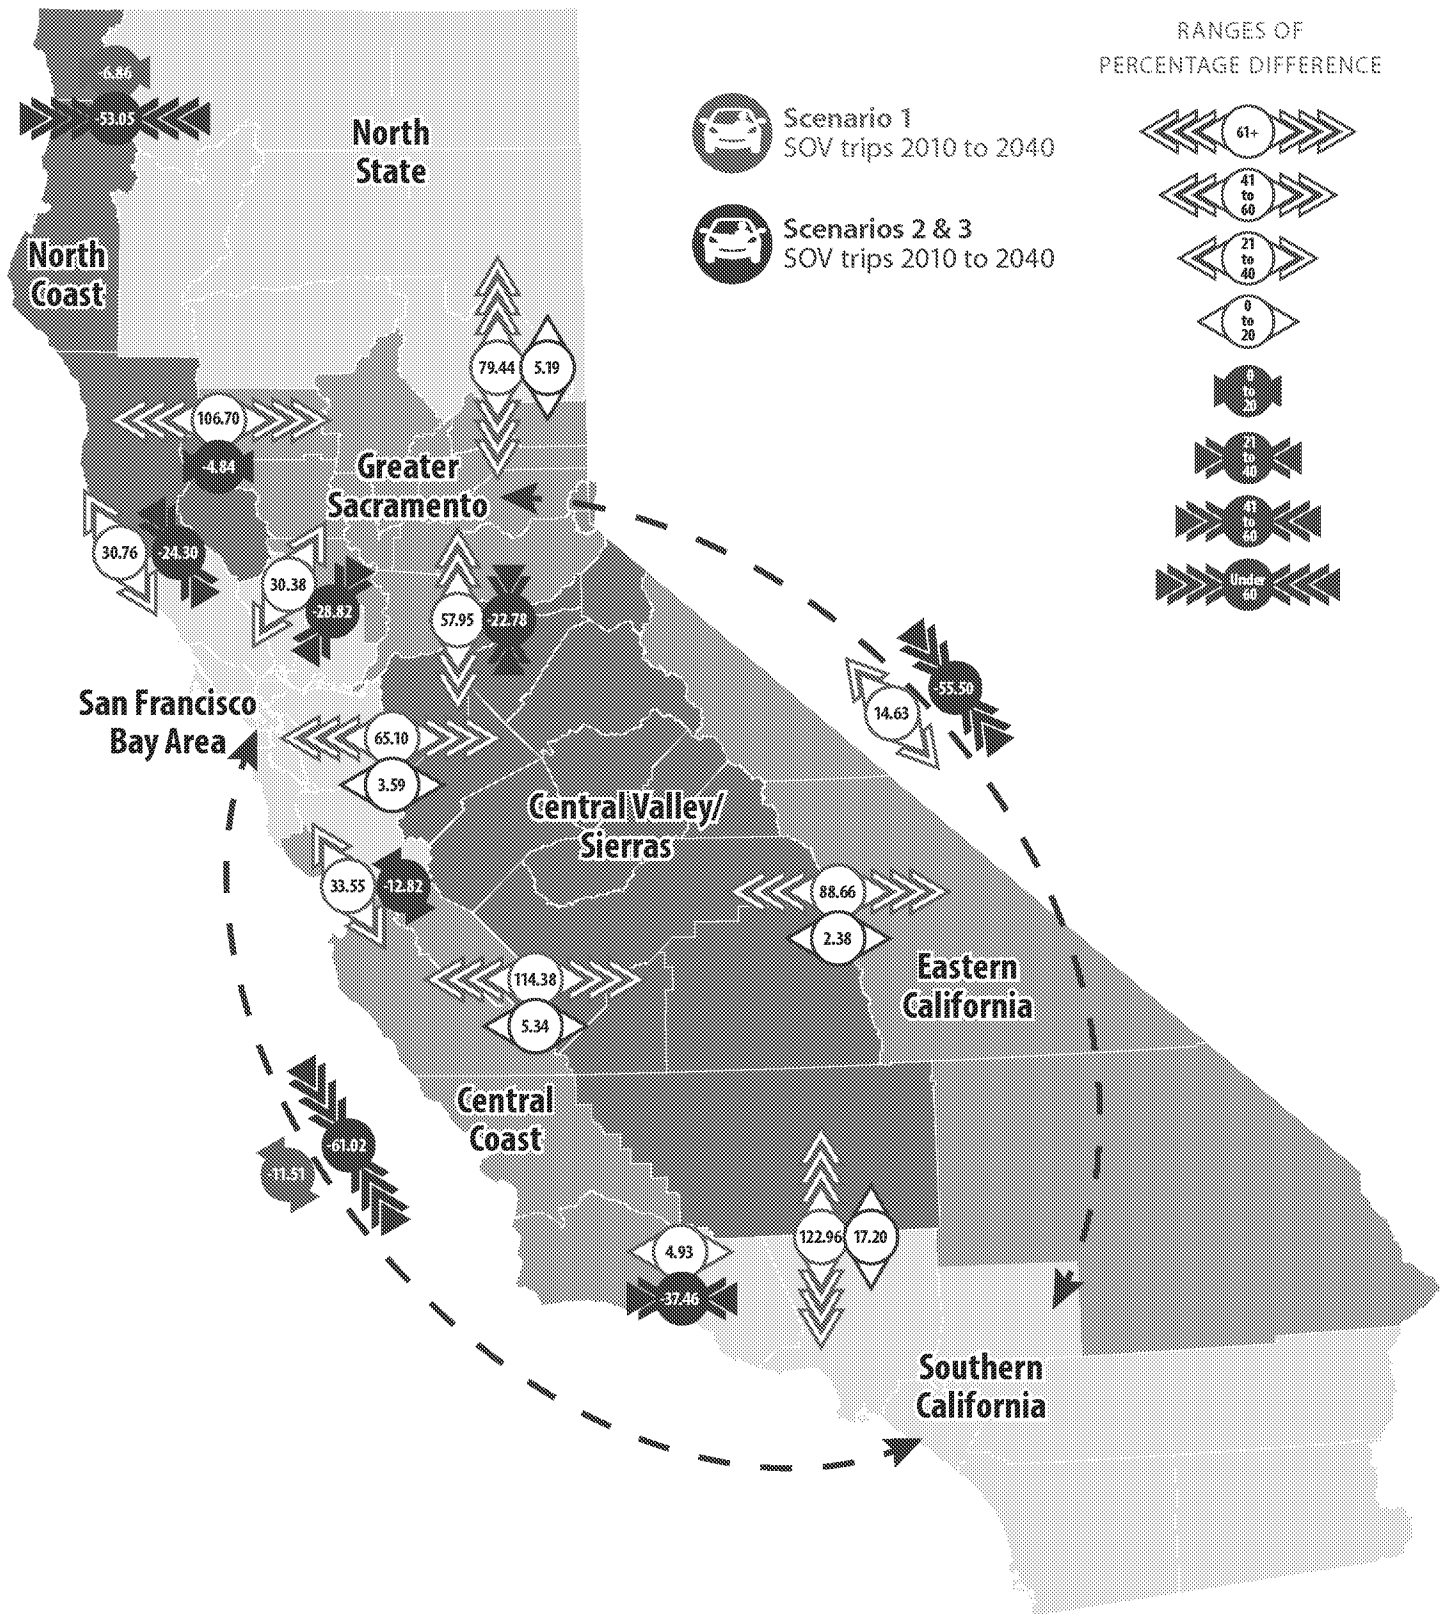 RANGES OF
PERCENTAGE DIFFERENCE
61+
41
to
60
21
to
40
0
to
20
0
to
20
21
to
40
41
to
60
Under
60
Scenario 1
SOV trips 2010 to 2040
Scenarios 2 & 3
SOV trips 2010 to 2040
-6.86
-53.05
North
State
North
Coast
79.44
5.19
106.70
-4.84
Greater
Sacramento
30.76
-24.30
30.38
-28.82
57.95
-22.78
-55.50
14.63
San Francisco
Bay Area
65.10
3.59
Central Valley/
Sierras
33.55
-12.82
88.66
2.38
114.38
5.34
Eastern
California
Central
Coast
-61.02
-11.51
4.93
-37.46
122.96
17.20
Southern
California